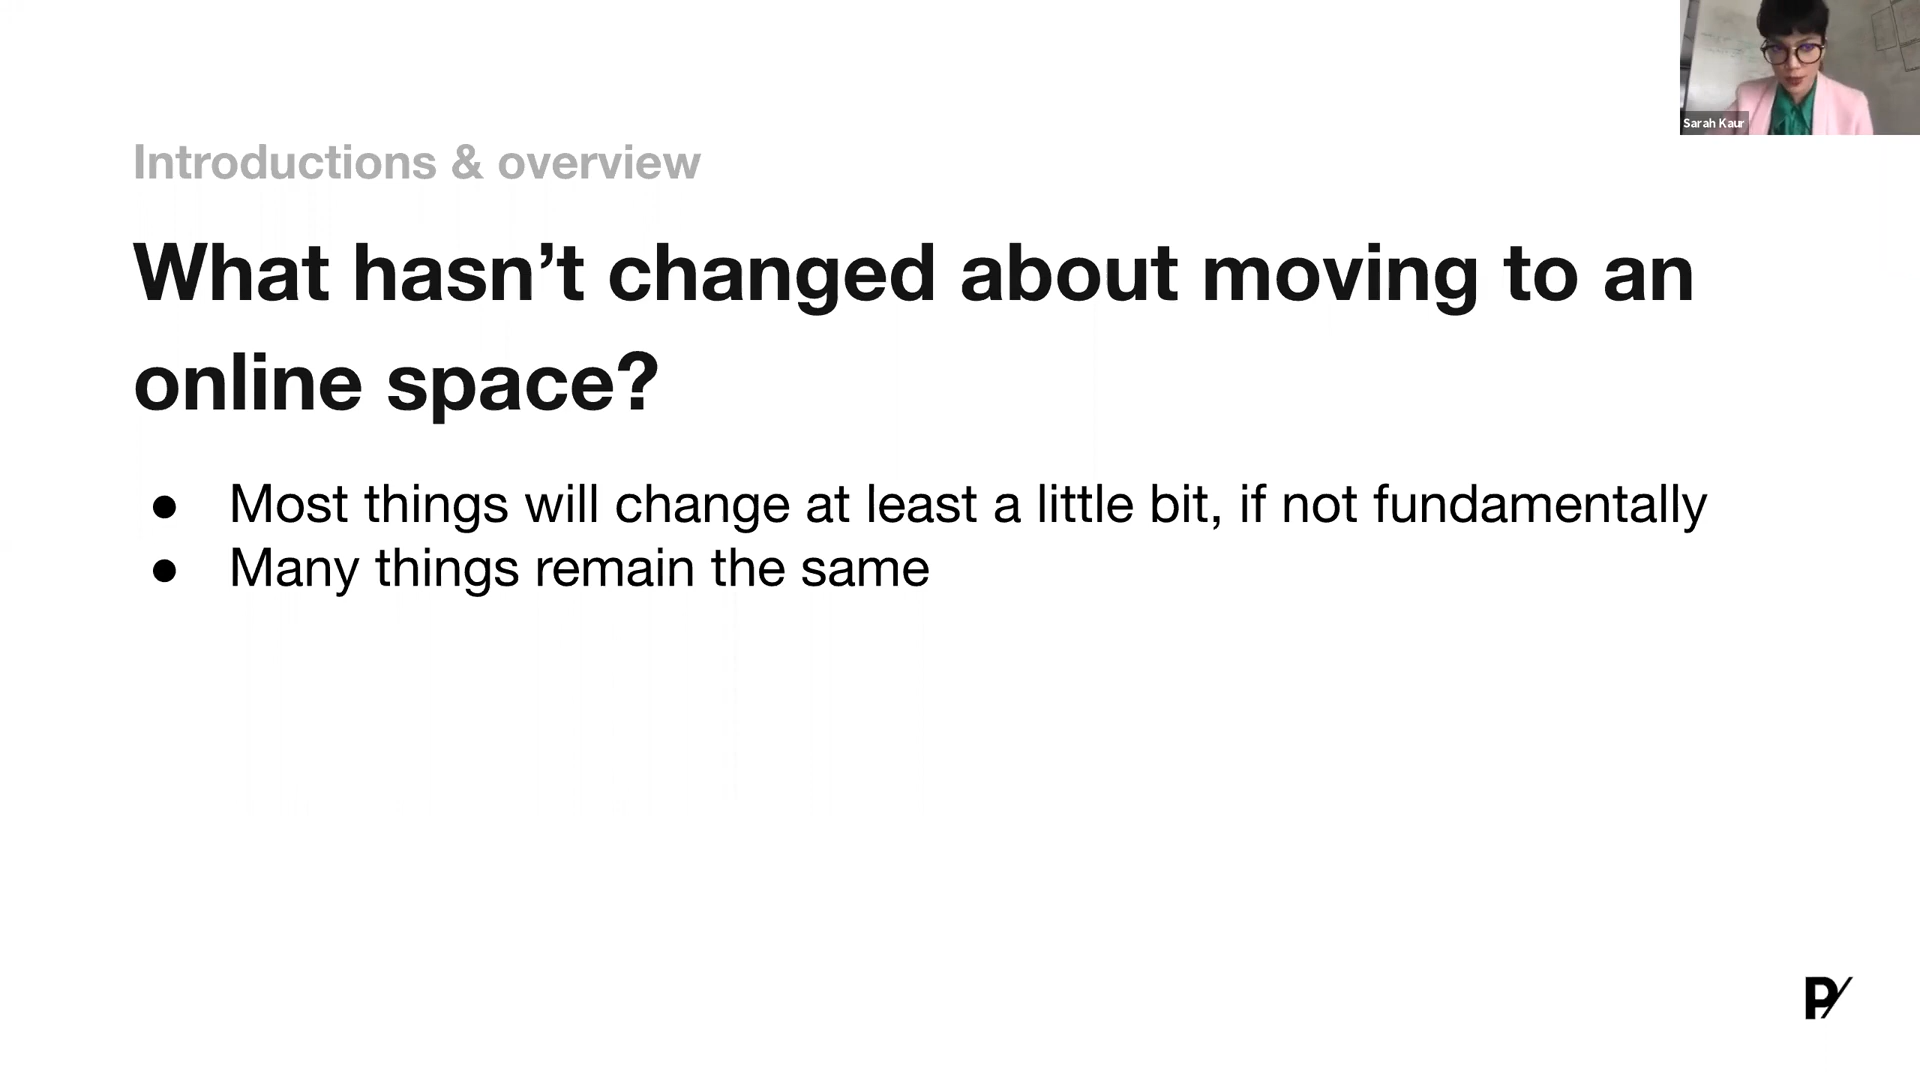 Sarah Kaur
Introductions & overview
What hasn’t changed about moving to an
online space?
● Most things will change at least a little bit, if not fundamentally
● Many things remain the same
P/